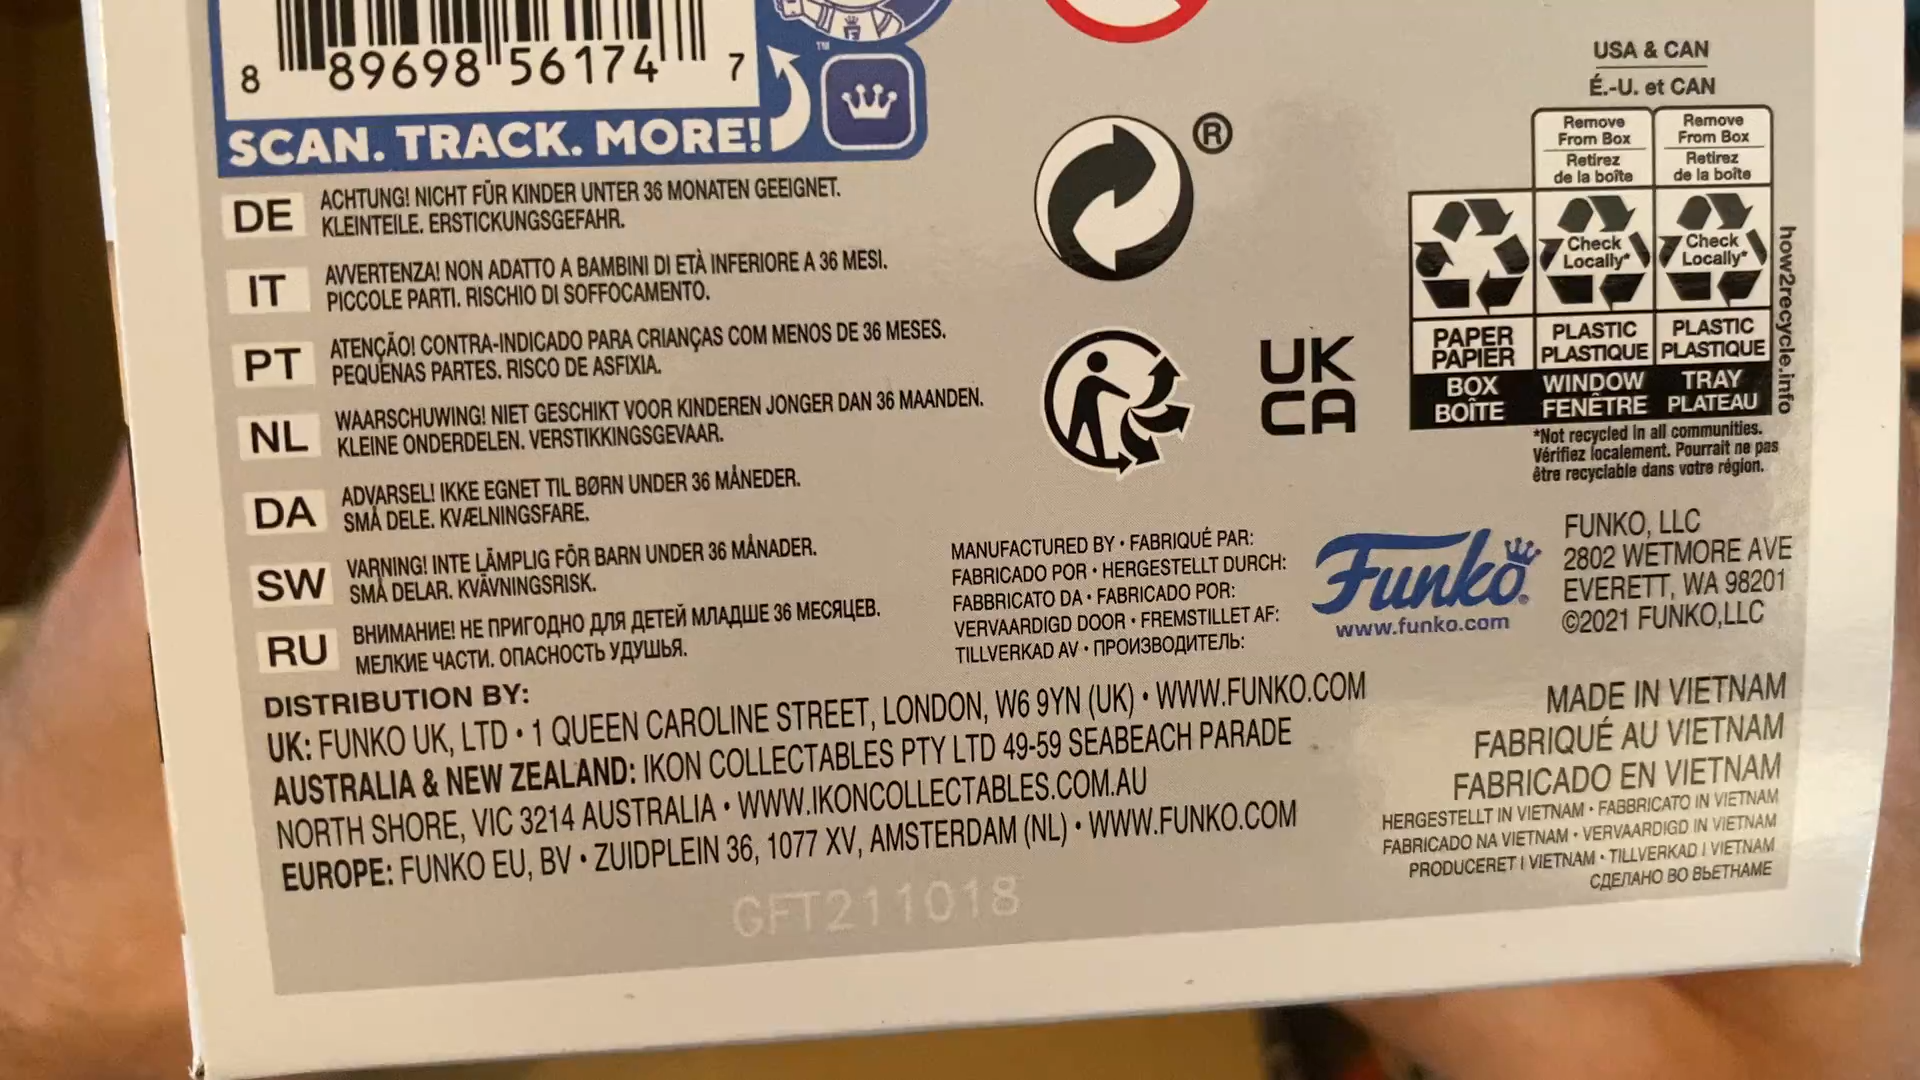 8 89698 56174 7
TM
SCAN. TRACK. MORE!
DE
ACHTUNG! NICHT FÜR KINDER UNTER 36 MONATEN GEEIGNET.
KLEINTEILE. ERSTICKUNGSGEFAHR.
IT
AVVERTENZA! NON ADATTO A BAMBINI DI ETÀ INFERIORE A 36 MESI.
PICCOLE PARTI. RISCHIO DI SOFFOCAMENTO.
PT
ATENÇÃO! CONTRA-INDICADO PARA CRIANÇAS COM MENOS DE 36 MESES.
PEQUENAS PARTES. RISCO DE ASFIXIA.
NL
WAARSCHUWING! NIET GESCHIKT VOOR KINDEREN JONGER DAN 36 MAANDEN.
KLEINE ONDERDELEN. VERSTIKKINGSGEVAAR.
DA
ADVARSEL! IKKE EGNET TIL BØRN UNDER 36 MÅNEDER.
SMÅ DELE. KVÆLNINGSFARE.
SW
VARNING! INTE LÄMPLIG FÖR BARN UNDER 36 MÅNADER.
SMÅ DELAR. KVÄVNINGSRISK.
RU
ВНИМАНИЕ! НЕ ПРИГОДНО ДЛЯ ДЕТЕЙ МЛАДШЕ 36 МЕСЯЦЕВ.
МЕЛКИЕ ЧАСТИ. ОПАСНОСТЬ УДУШЬЯ.
®
UK
CA
USA & CAN
É.-U. et CAN
Remove
From Box
Retirez
de la boîte
Remove
From Box
Retirez
de la boîte
Check
Locally*
Check
Locally*
PAPER
PAPIER
PLASTIC
PLASTIQUE
PLASTIC
PLASTIQUE
BOX
BOÎTE
WINDOW
FENÊTRE
TRAY
PLATEAU
how2recycle.info
*Not recycled in all communities.
Vérifiez localement. Pourrait ne pas
être recyclable dans votre région.
MANUFACTURED BY • FABRIQUÉ PAR:
FABRICADO POR • HERGESTELLT DURCH:
FABBRICATO DA • FABRICADO POR:
VERVAARDIGD DOOR • FREMSTILLET AF:
TILLVERKAD AV • ПРОИЗВОДИТЕЛЬ:
Funko®
www.funko.com
FUNKO, LLC
2802 WETMORE AVE
EVERETT, WA 98201
©2021 FUNKO,LLC
DISTRIBUTION BY:
UK: FUNKO UK, LTD • 1 QUEEN CAROLINE STREET, LONDON, W6 9YN (UK) • WWW.FUNKO.COM
AUSTRALIA & NEW ZEALAND: IKON COLLECTABLES PTY LTD 49-59 SEABEACH PARADE
NORTH SHORE, VIC 3214 AUSTRALIA • WWW.IKONCOLLECTABLES.COM.AU
EUROPE: FUNKO EU, BV • ZUIDPLEIN 36, 1077 XV, AMSTERDAM (NL) • WWW.FUNKO.COM
MADE IN VIETNAM
FABRIQUÉ AU VIETNAM
FABRICADO EN VIETNAM
HERGESTELLT IN VIETNAM • FABBRICATO IN VIETNAM
FABRICADO NA VIETNAM • VERVAARDIGD IN VIETNAM
PRODUCERET I VIETNAM • TILLVERKAD I VIETNAM
СДЕЛАНО ВО ВЬЕТНАМЕ
GFT211018